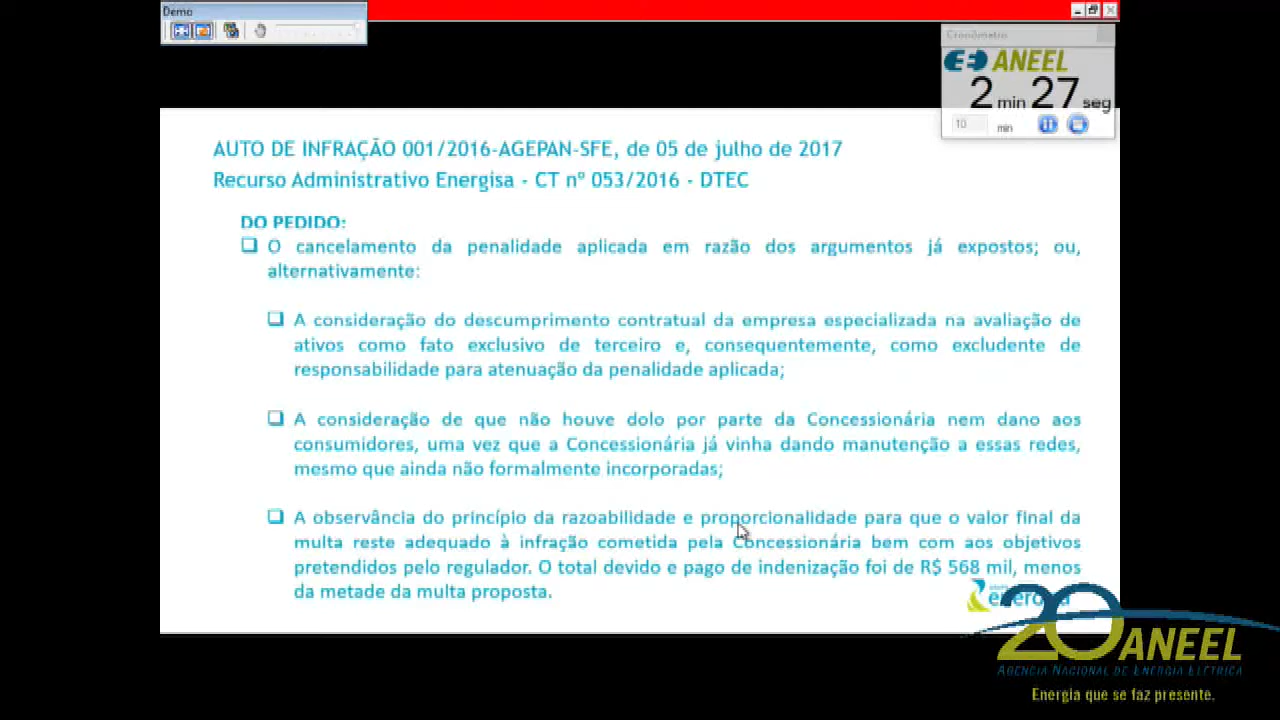 Demo
Cronômetro
ANEEL
2 min 27 seg
10 min
AUTO DE INFRAÇÃO 001/2016-AGEPAN-SFE, de 05 de julho de 2017
Recurso Administrativo Energisa - CT nº 053/2016 - DTEC
DO PEDIDO:
O cancelamento da penalidade aplicada em razão dos argumentos já expostos; ou,
alternativamente:
A consideração do descumprimento contratual da empresa especializada na avaliação de
ativos como fato exclusivo de terceiro e, consequentemente, como excludente de
responsabilidade para atenuação da penalidade aplicada;
A consideração de que não houve dolo por parte da Concessionária nem dano aos
consumidores, uma vez que a Concessionária já vinha dando manutenção a essas redes,
mesmo que ainda não formalmente incorporadas;
A observância do princípio da razoabilidade e proporcionalidade para que o valor final da
multa reste adequado à infração cometida pela Concessionária bem com aos objetivos
pretendidos pelo regulador. O total devido e pago de indenização foi de R$ 568 mil, menos
da metade da multa proposta.
20 ANEEL
AGÊNCIA NACIONAL DE ENERGIA ELÉTRICA
Energia que se faz presente.